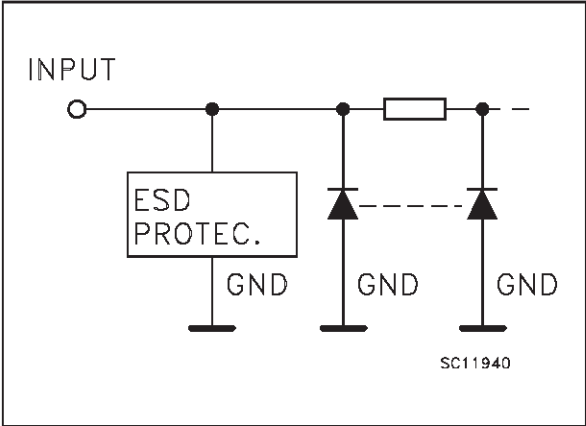 INPUT
ESD
PROTEC.
GND
GND
GND
SC11940